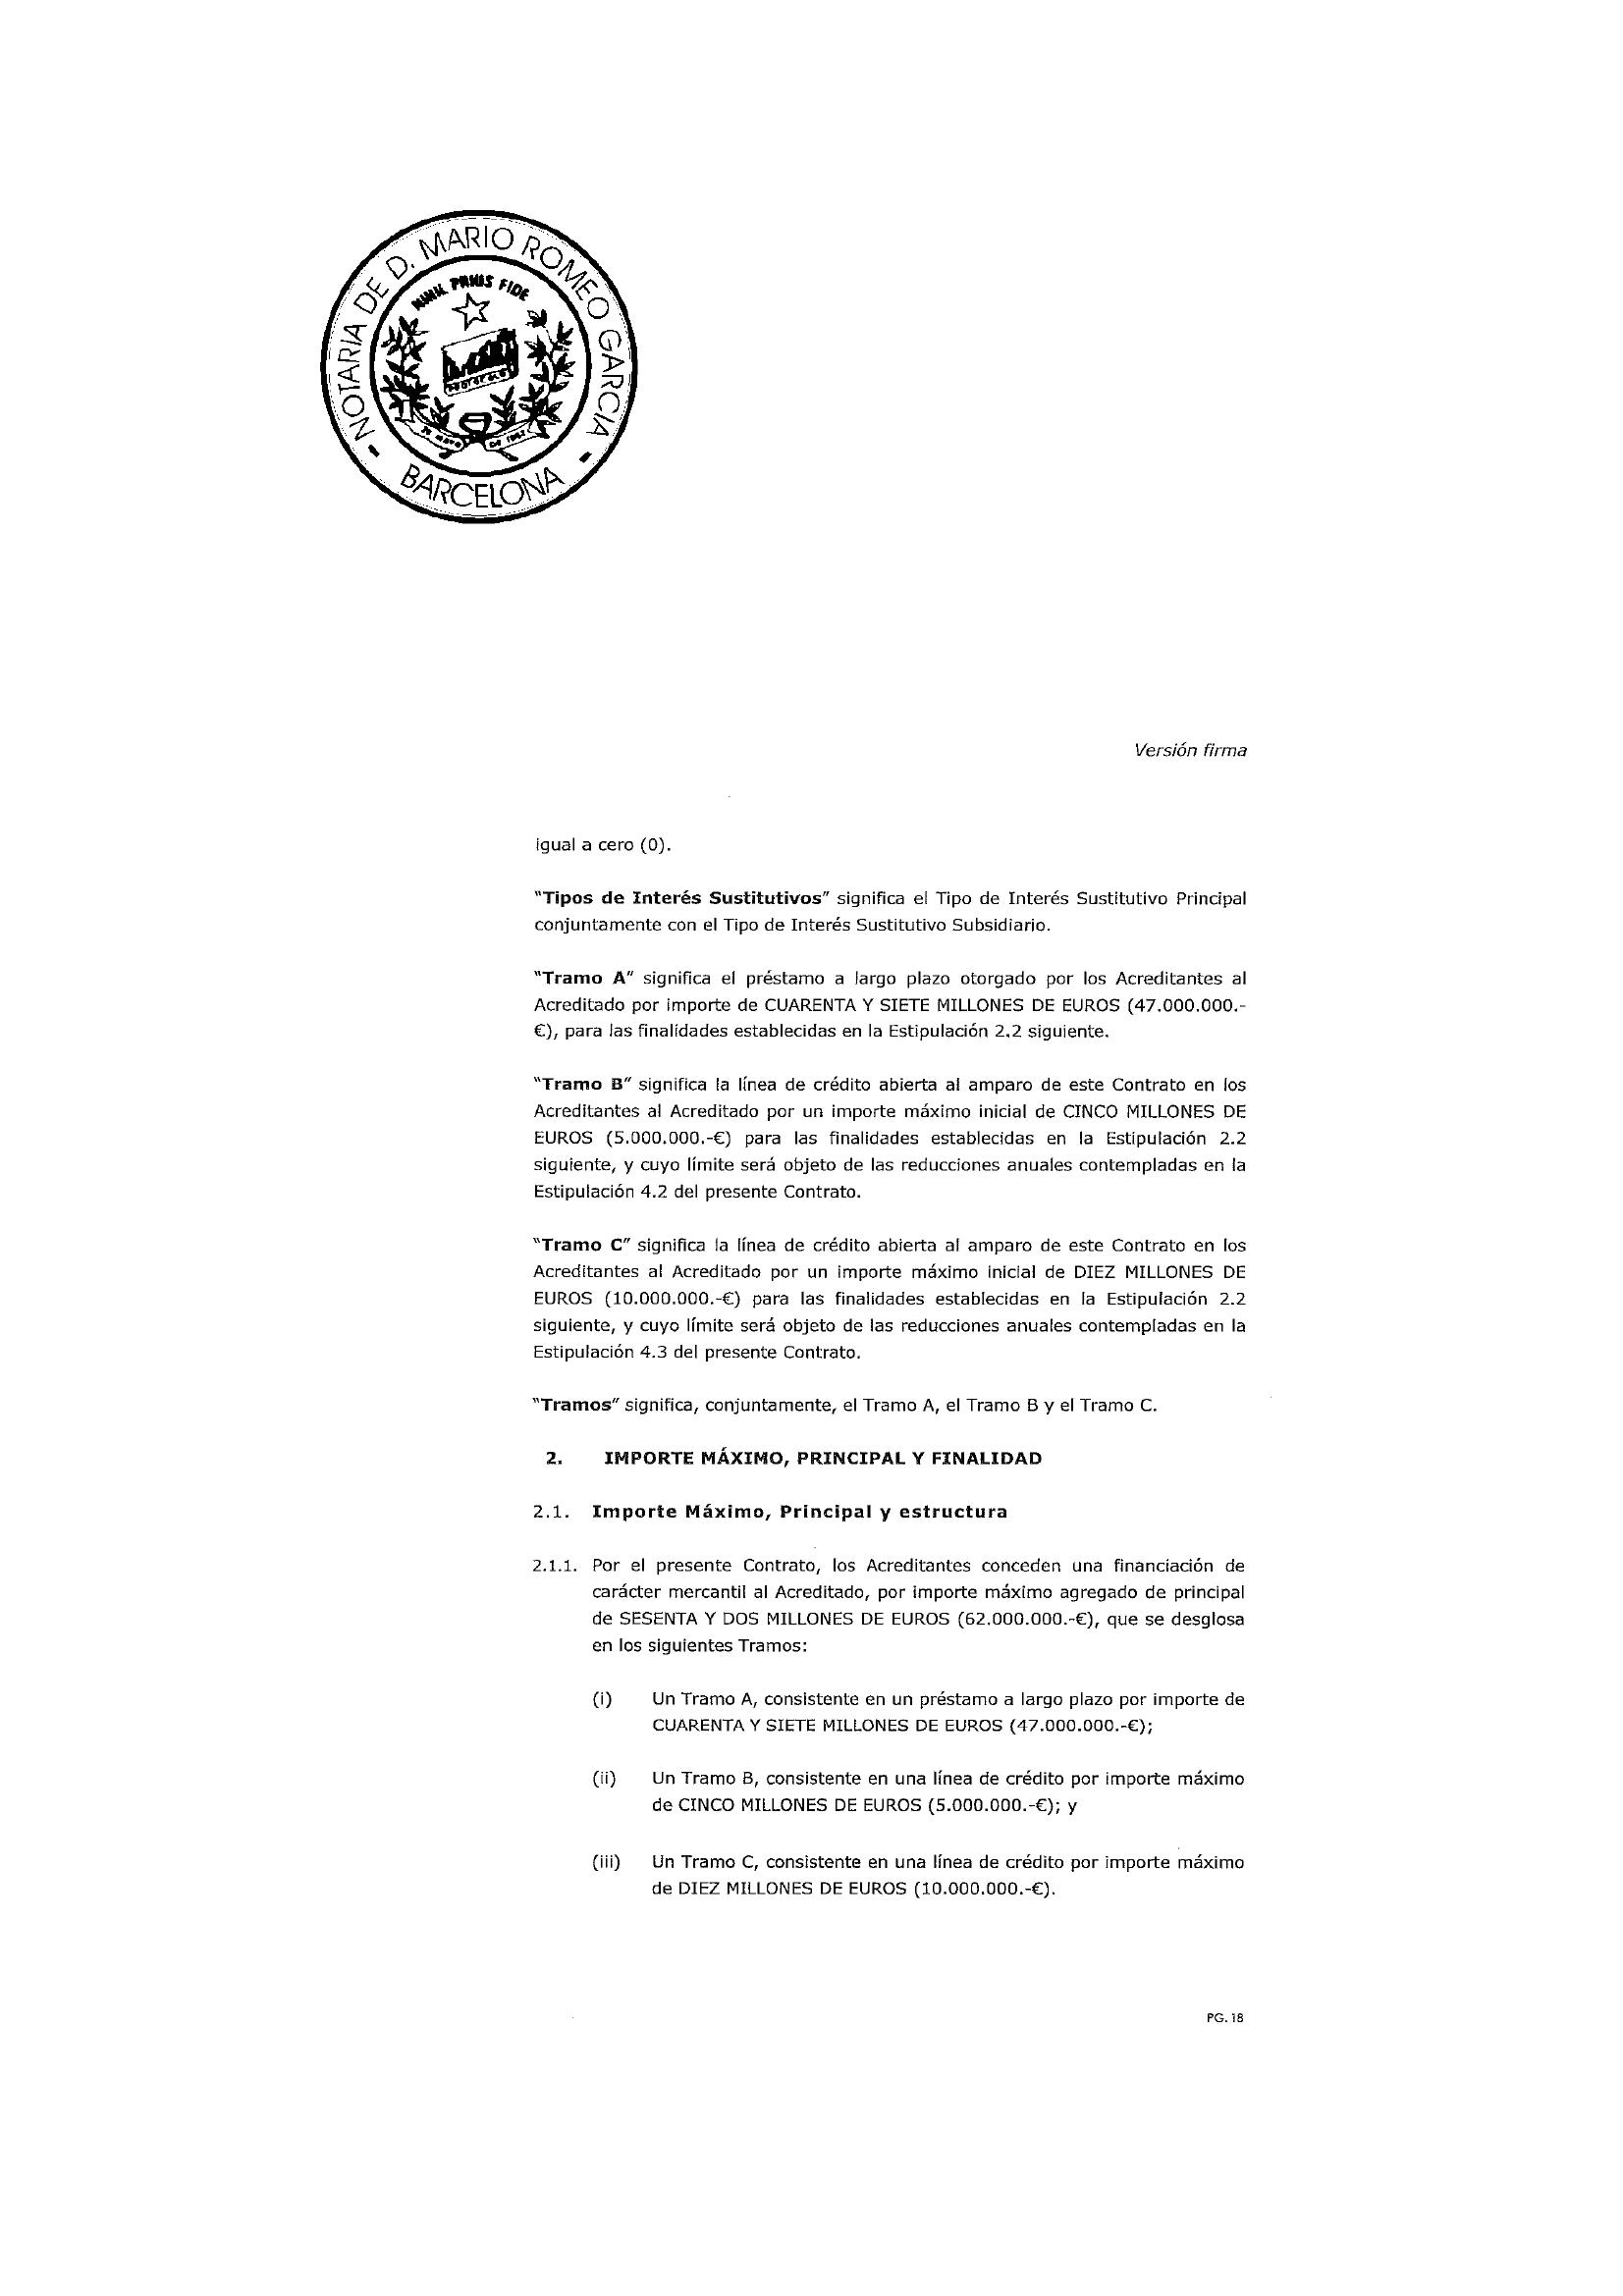 NOTARIA DE D. MARIO ROMEO GARCIA
FIDE
BARCELONA
Versión firma
igual a cero (0).
"Tipos de Interés Sustitutivos" significa el Tipo de Interés Sustitutivo Principal
conjuntamente con el Tipo de Interés Sustitutivo Subsidiario.
"Tramo A" significa el préstamo a largo plazo otorgado por los Acreditantes al
Acreditado por importe de CUARENTA Y SIETE MILLONES DE EUROS (47.000.000.-
€), para las finalidades establecidas en la Estipulación 2.2 siguiente.
"Tramo B" significa la línea de crédito abierta al amparo de este Contrato en los
Acreditantes al Acreditado por un importe máximo inicial de CINCO MILLONES DE
EUROS (5.000.000.-€) para las finalidades establecidas en la Estipulación 2.2
siguiente, y cuyo límite será objeto de las reducciones anuales contempladas en la
Estipulación 4.2 del presente Contrato.
"Tramo C" significa la línea de crédito abierta al amparo de este Contrato en los
Acreditantes al Acreditado por un importe máximo inicial de DIEZ MILLONES DE
EUROS (10.000.000.-€) para las finalidades establecidas en la Estipulación 2.2
siguiente, y cuyo límite será objeto de las reducciones anuales contempladas en la
Estipulación 4.3 del presente Contrato.
"Tramos" significa, conjuntamente, el Tramo A, el Tramo B y el Tramo C.
2. IMPORTE MÁXIMO, PRINCIPAL Y FINALIDAD
2.1. Importe Máximo, Principal y estructura
2.1.1. Por el presente Contrato, los Acreditantes conceden una financiación de
carácter mercantil al Acreditado, por importe máximo agregado de principal
de SESENTA Y DOS MILLONES DE EUROS (62.000.000.-€), que se desglosa
en los siguientes Tramos:
(i) Un Tramo A, consistente en un préstamo a largo plazo por importe de
CUARENTA Y SIETE MILLONES DE EUROS (47.000.000.-€);
(ii) Un Tramo B, consistente en una línea de crédito por importe máximo
de CINCO MILLONES DE EUROS (5.000.000.-€); y
(iii) Un Tramo C, consistente en una línea de crédito por importe máximo
de DIEZ MILLONES DE EUROS (10.000.000.-€).
PG. 18